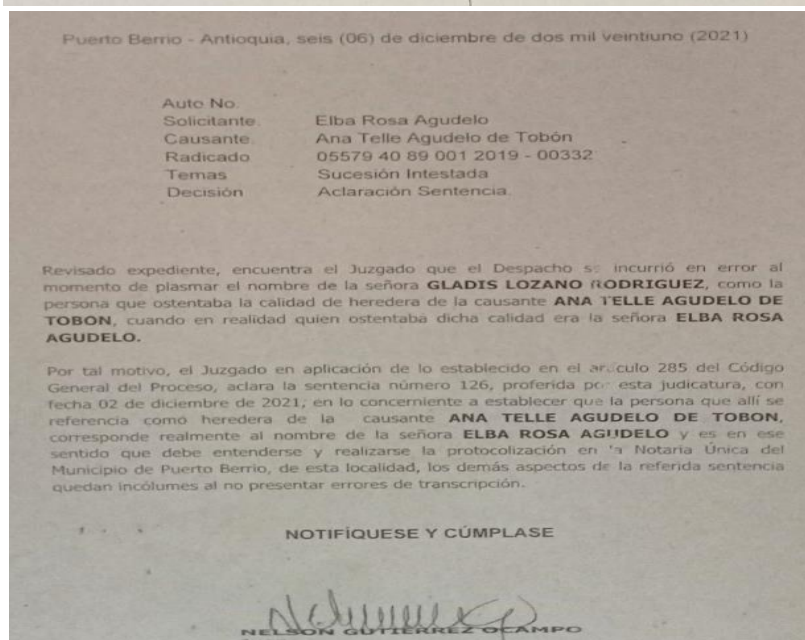 Puerto Berrio - Antioquia, seis (06) de diciembre de dos mil veintiuno (2021)
Auto No.
Solicitante. Elba Rosa Agudelo
Causante. Ana Telle Agudelo de Tobón
Radicado 05579 40 89 001 2019 - 00332
Temas Sucesión Intestada
Decisión Aclaración Sentencia.
Revisado expediente, encuentra el Juzgado que el Despacho si incurrió en error al
momento de plasmar el nombre de la señora GLADIS LOZANO RODRIGUEZ, como la
persona que ostentaba la calidad de heredera de la causante ANA TELLE AGUDELO DE
TOBON, cuando en realidad quien ostentaba dicha calidad era la señora ELBA ROSA
AGUDELO.
Por tal motivo, el Juzgado en aplicación de lo establecido en el artículo 285 del Código
General del Proceso, aclara la sentencia número 126, proferida por esta judicatura, con
fecha 02 de diciembre de 2021, en lo concerniente a establecer que la persona que allí se
referencia como heredera de la causante ANA TELLE AGUDELO DE TOBON,
corresponde realmente al nombre de la señora ELBA ROSA AGUDELO y es en ese
sentido que debe entenderse y realizarse la protocolización en la Notaria Única del
Municipio de Puerto Berrio, de esta localidad, los demás aspectos de la referida sentencia
quedan incólumes al no presentar errores de transcripción.
NOTIFÍQUESE Y CÚMPLASE
NELSON GUTIÉRREZ OCAMPO